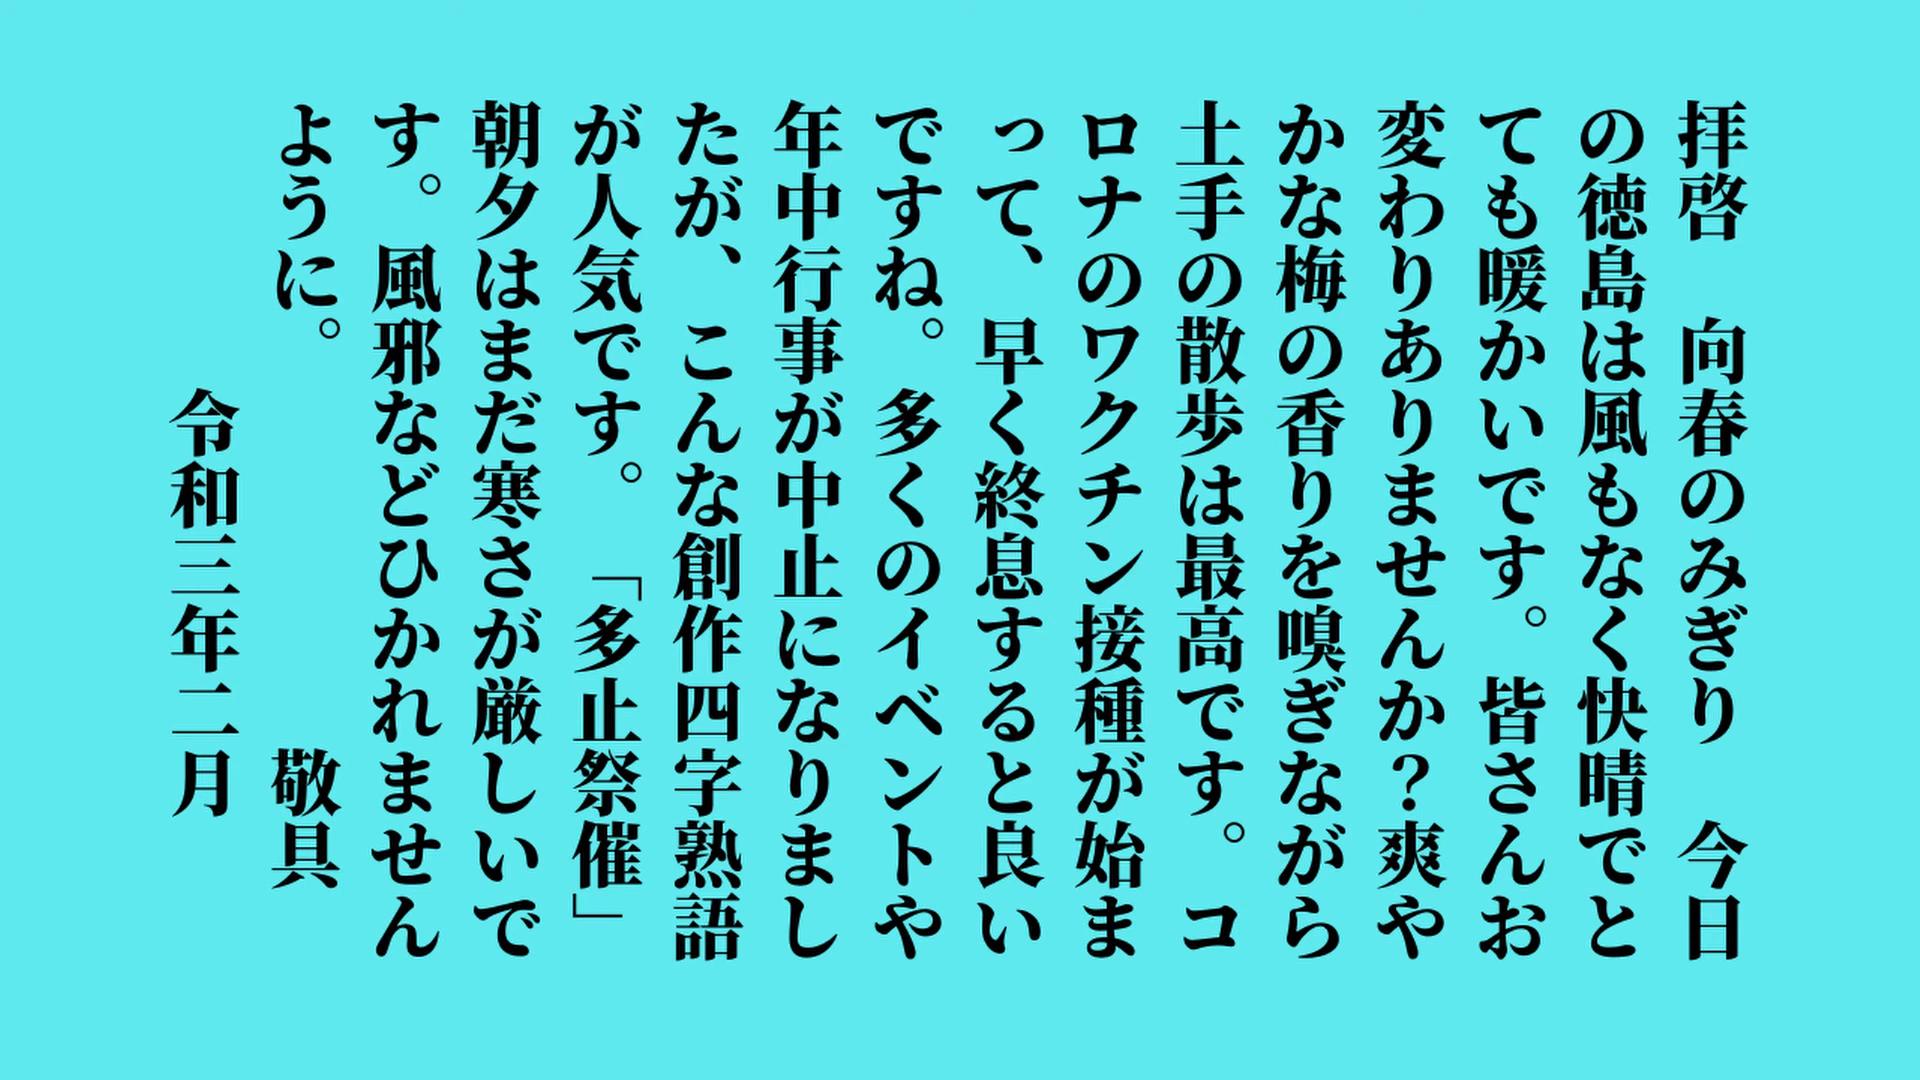 拝啓　向春のみぎり　今日
の徳島は風もなく快晴でと
ても暖かいです。皆さんお
変わりありませんか？爽や
かな梅の香りを嗅ぎながら
土手の散歩は最高です。コ
ロナのワクチン接種が始ま
って、早く終息すると良い
ですね。多くのイベントや
年中行事が中止になりまし
たが、こんな創作四字熟語
が人気です。「多止祭催」
朝夕はまだ寒さが厳しいで
す。風邪などひかれません
ように。　　　　　敬具
令和三年二月